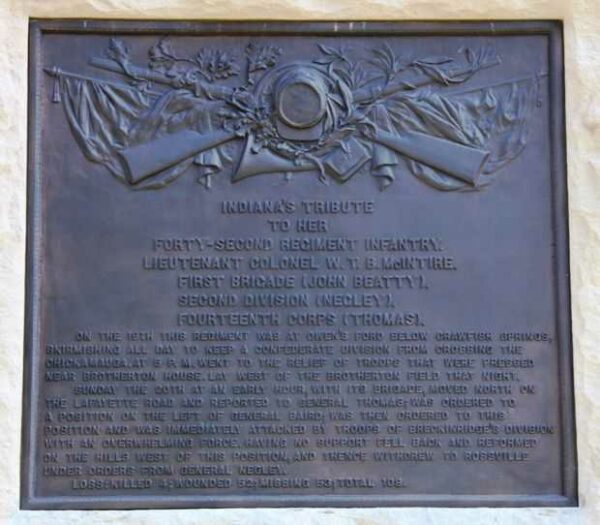 INDIANA'S TRIBUTE
TO HER
FORTY-SECOND REGIMENT INFANTRY.
LIEUTENANT COLONEL W. T. B. McINTIRE.
FIRST BRIGADE (JOHN BEATTY).
SECOND DIVISION (NEGLEY).
FOURTEENTH CORPS (THOMAS).
ON THE 19TH THIS REGIMENT WAS AT OWEN'S FORD BELOW CRAWFISH SPRINGS,
SKIRMISHING ALL DAY TO KEEP A CONFEDERATE DIVISION FROM CROSSING THE
CHICKAMAUGA. AT 5 P. M. WENT TO THE RELIEF OF TROOPS THAT WERE PRESSED
NEAR BROTHERTON HOUSE. LAY WEST OF THE BROTHERTON FIELD THAT NIGHT.
SUNDAY THE 20TH AT AN EARLY HOUR, WITH ITS BRIGADE, MOVED NORTH ON
THE LAFAYETTE ROAD AND REPORTED TO GENERAL THOMAS; WAS ORDERED TO
A POSITION ON THE LEFT OF GENERAL BAIRD; WAS THEN ORDERED TO THIS
POSITION AND WAS IMMEDIATELY ATTACKED BY TROOPS OF BRECKINRIDGE'S DIVISION
WITH AN OVERWHELMING FORCE. HAVING NO SUPPORT FELL BACK AND REFORMED
ON THE HILLS WEST OF THIS POSITION, AND THENCE WITHDREW TO ROSSVILLE
UNDER ORDERS FROM GENERAL NEGLEY.
LOSS: KILLED 4; WOUNDED 52; MISSING 53; TOTAL 109.